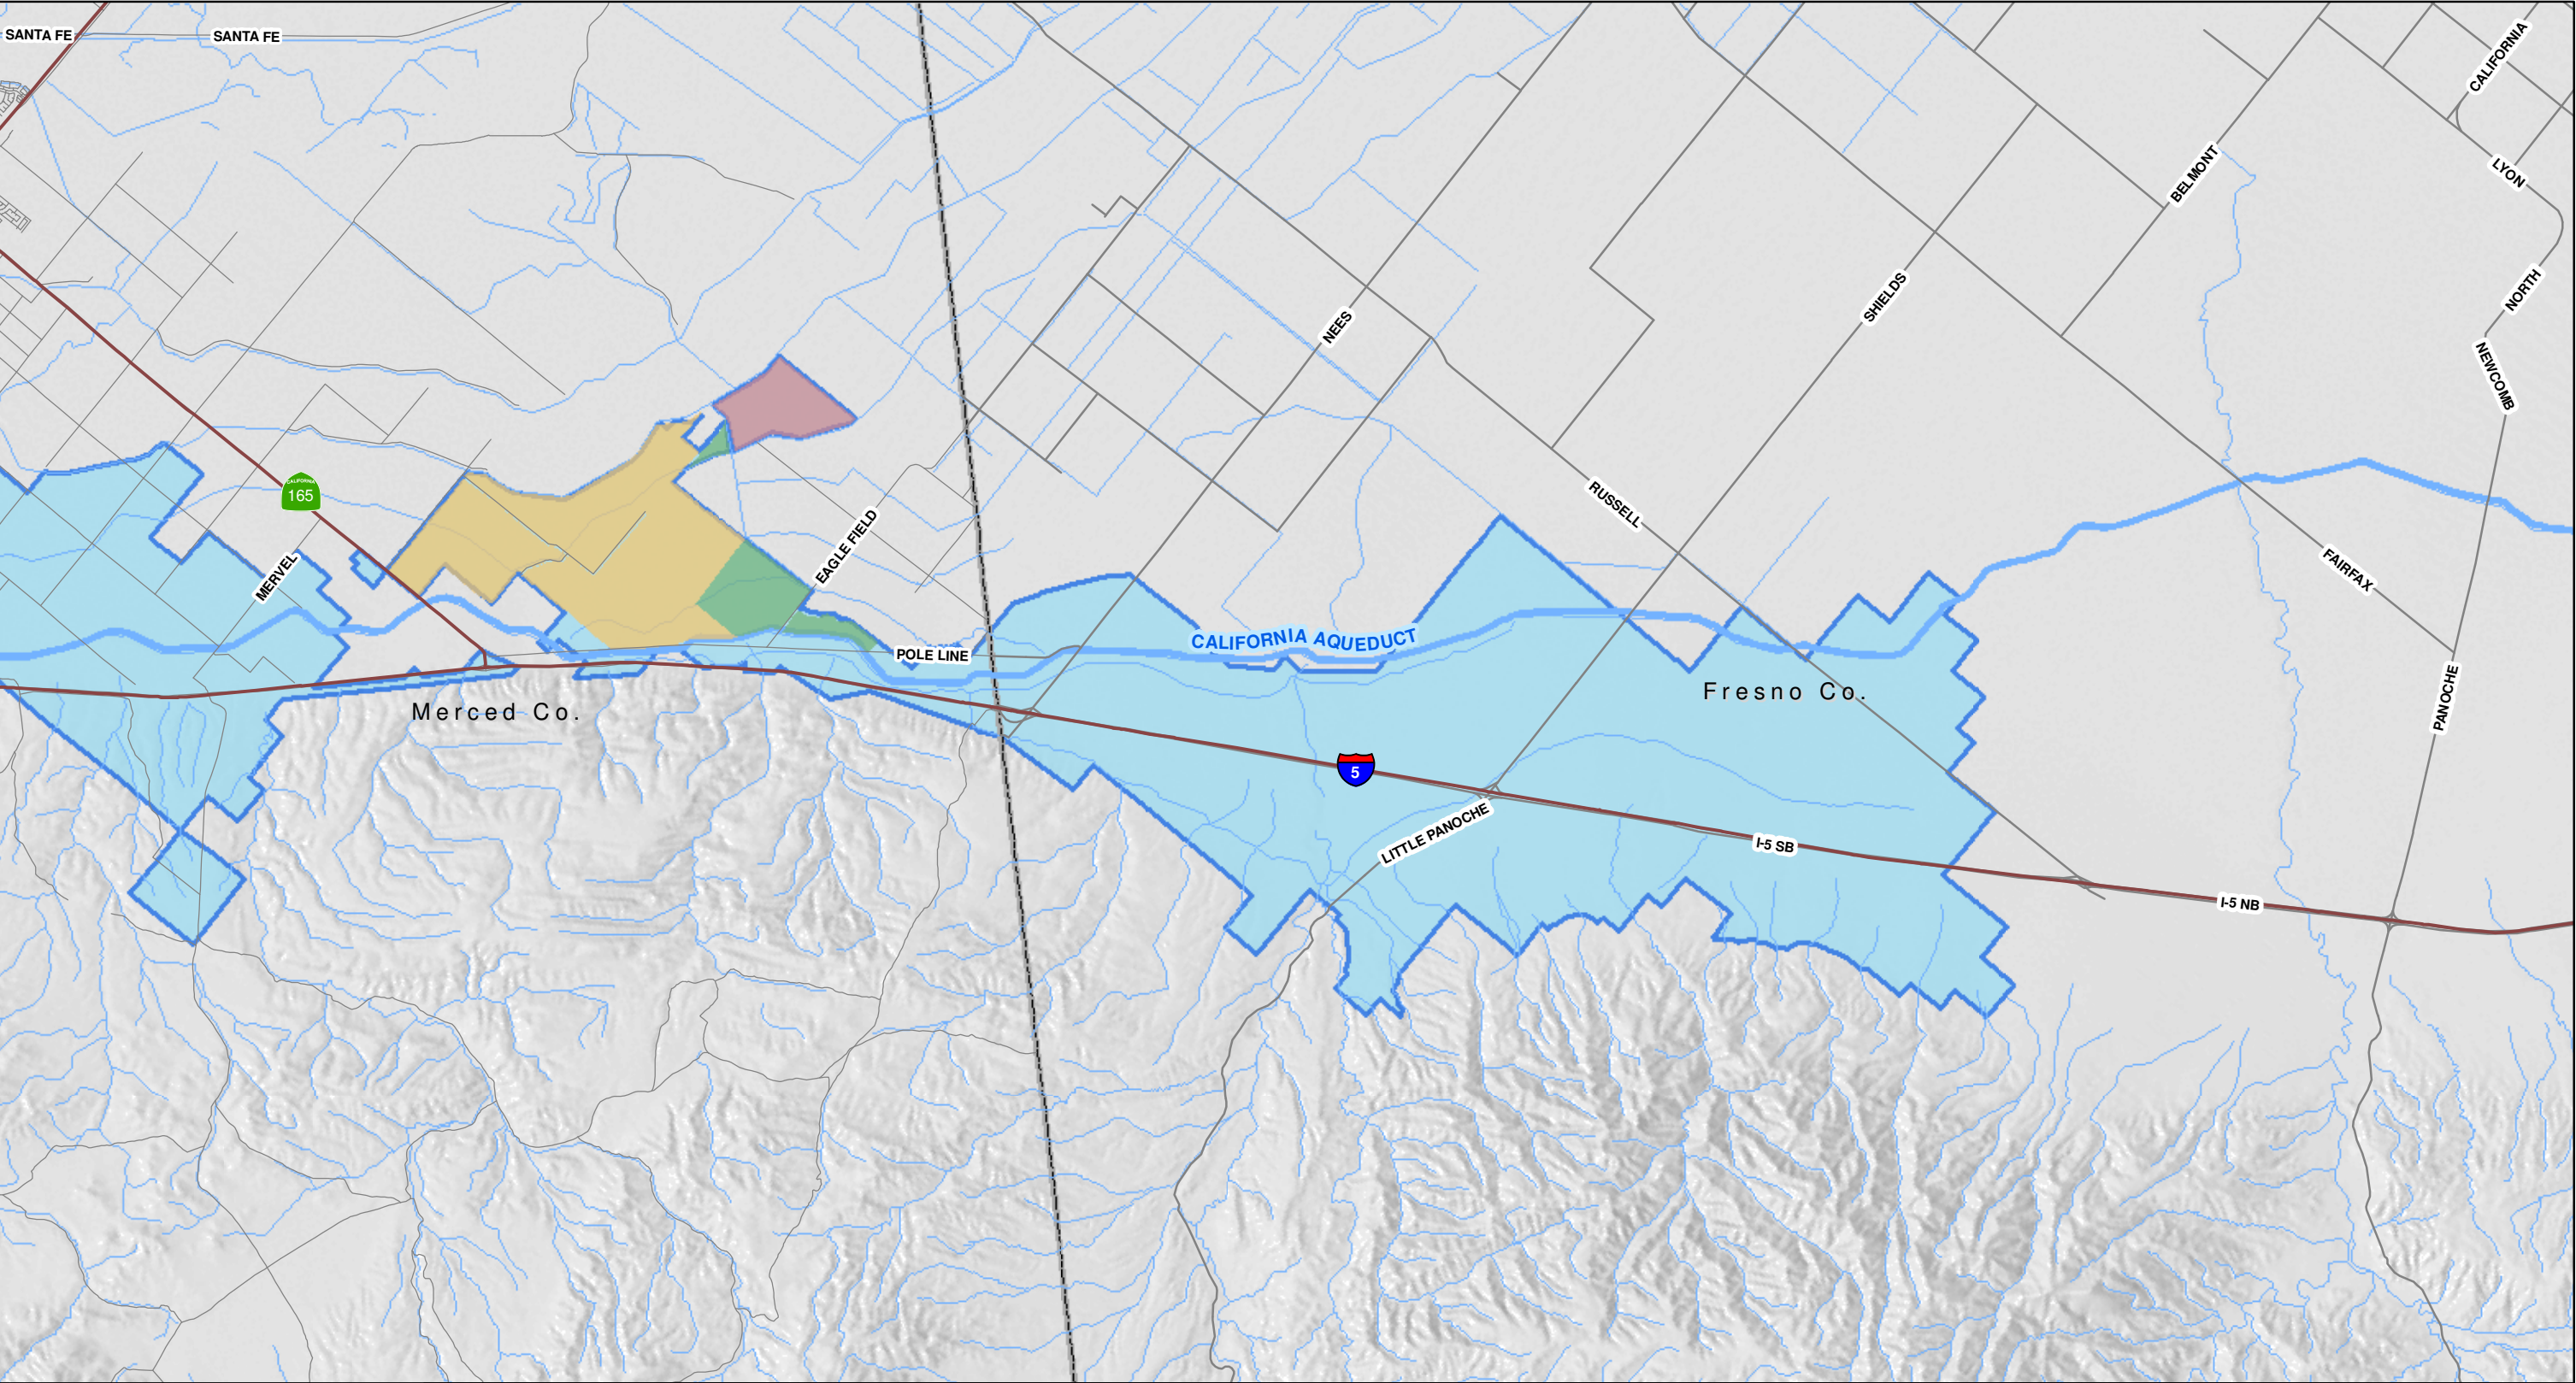 SANTA FE
SANTA FE
CALIFORNIA
BELMONT
LYON
NORTH
NEES
SHIELDS
NEWCOMB
CALIFORNIA
165
EAGLE FIELD
RUSSELL
MERVEL
FAIRFAX
CALIFORNIA AQUEDUCT
POLE LINE
Fresno Co.
PANOCHE
Merced Co.
5
LITTLE PANOCHE
I-5 SB
I-5 NB